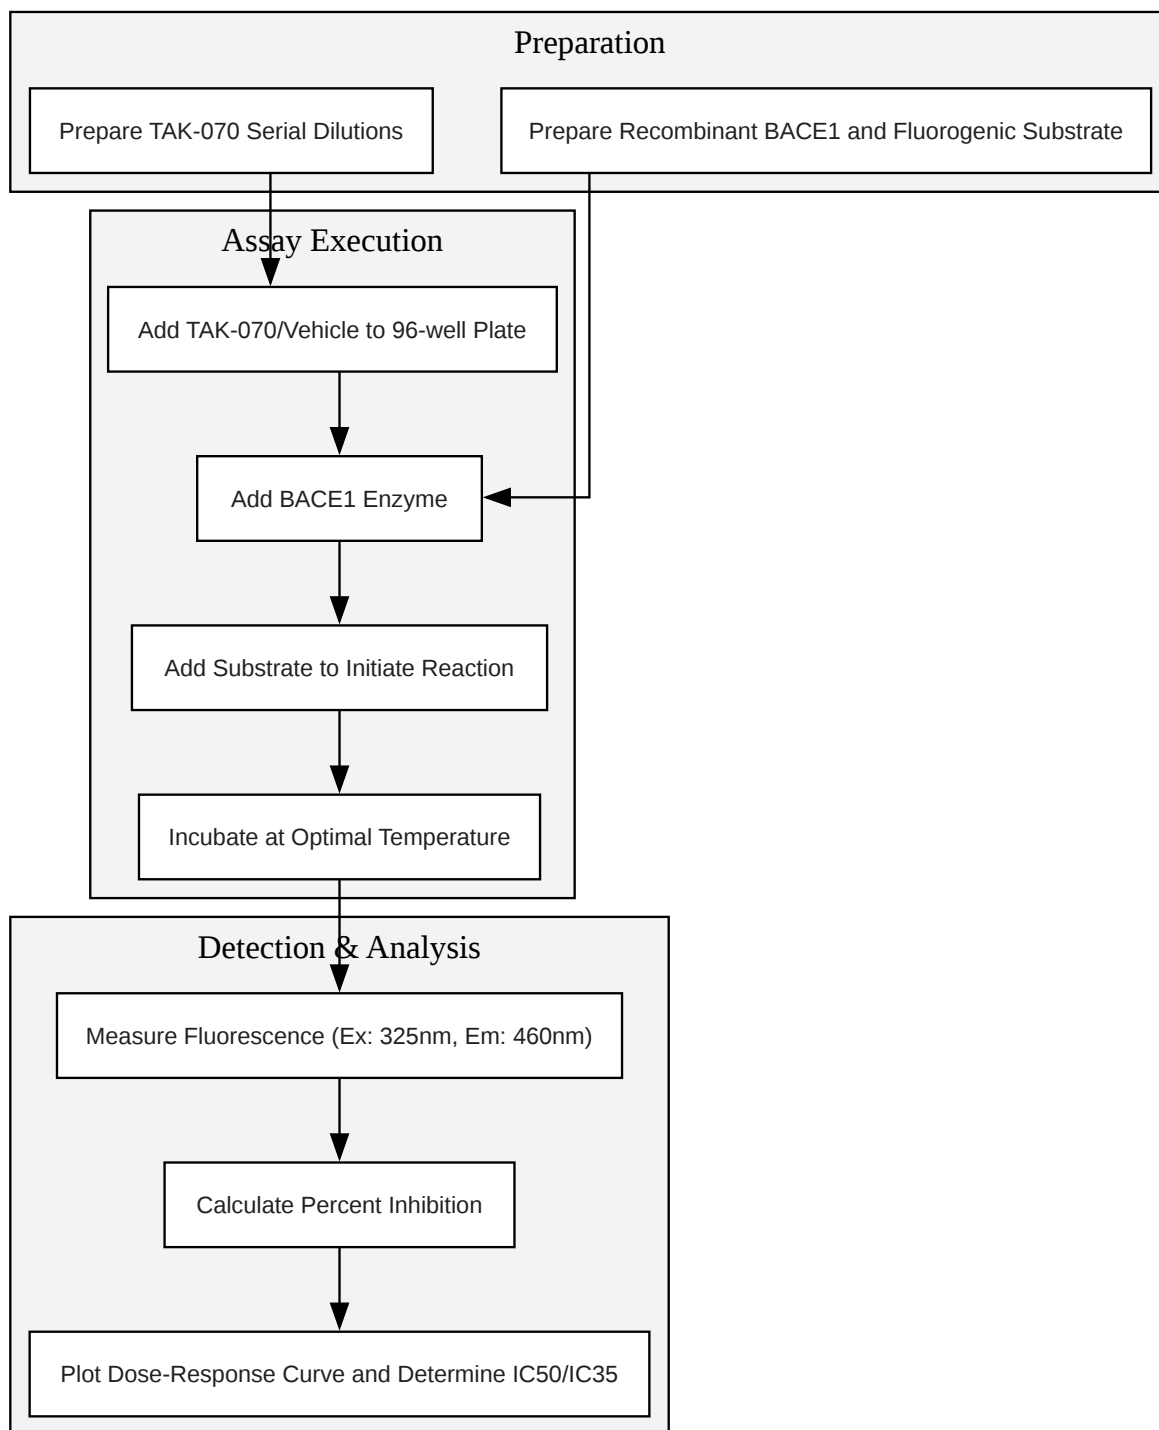 Preparation
Prepare TAK-070 Serial Dilutions
Prepare Recombinant BACE1 and Fluorogenic Substrate
Assay Execution
Add TAK-070/Vehicle to 96-well Plate
Add BACE1 Enzyme
Add Substrate to Initiate Reaction
Incubate at Optimal Temperature
Detection & Analysis
Measure Fluorescence (Ex: 325nm, Em: 460nm)
Calculate Percent Inhibition
Plot Dose-Response Curve and Determine IC50/IC35